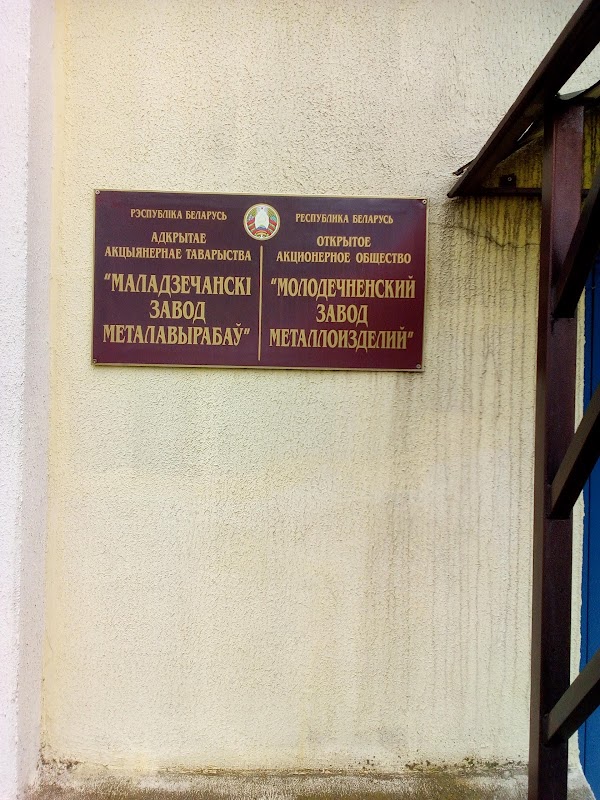 РЭСПУБЛІКА БЕЛАРУСЬ
АДКРЫТАЕ
АКЦЫЯНЕРНАЕ ТАВАРЫСТВА
"МАЛАДЗЕЧАНСКІ
ЗАВОД
МЕТАЛАВЫРАБАЎ"
РЕСПУБЛИКА БЕЛАРУСЬ
ОТКРЫТОЕ
АКЦИОНЕРНОЕ ОБЩЕСТВО
"МОЛОДЕЧНЕНСКИЙ
ЗАВОД
МЕТАЛЛОИЗДЕЛИЙ"